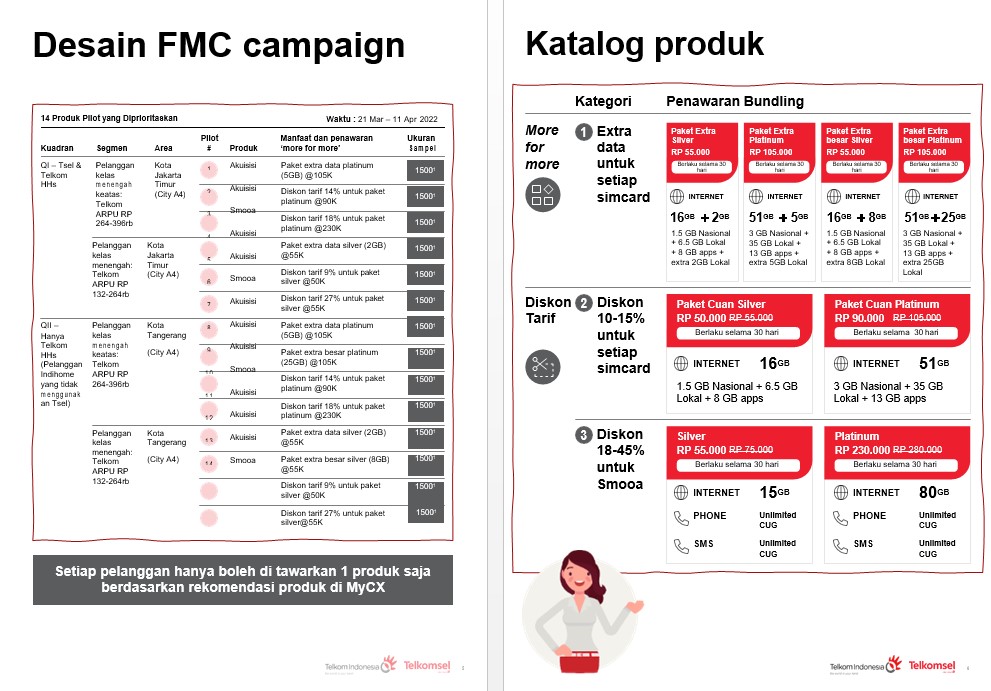 Desain FMC campaign
14 Produk Pilot yang Diprioritaskan
Waktu : 21 Mar – 11 Apr 2022
Kuadran Segmen Area Pilot # Produk Manfaat dan penawaran 'more for more' Ukuran Sampel
QI – Tsel & Telkom HHs
Pelanggan kelas menengah keatas: Telkom ARPU RP 264-396rb
Kota Jakarta Timur (City A4)
1 Akuisisi Paket extra data platinum (5GB) @105K 1500¹
2 Akuisisi Diskon tarif 14% untuk paket platinum @90K 1500¹
3 Smooa Diskon tarif 18% untuk paket platinum @230K 1500¹
Pelanggan kelas menengah: Telkom ARPU RP 132-264rb
Kota Jakarta Timur (City A4)
4 Akuisisi Paket extra data silver (2GB) @55K 1500¹
5 Akuisisi Diskon tarif 9% untuk paket silver @50K 1500¹
6 Smooa Diskon tarif 27% untuk paket silver @55K 1500¹
QII – Hanya Telkom HHs (Pelanggan Indihome yang tidak menggunak an Tsel)
Pelanggan kelas menengah keatas: Telkom ARPU RP 264-396rb
Kota Tangerang (City A4)
7 Akuisisi Paket extra data platinum (5GB) @105K 1500¹
8 Akuisisi Paket extra besar platinum (25GB) @105K 1500¹
9 Akuisisi Diskon tarif 14% untuk paket platinum @90K 1500¹
10 Smooa Diskon tarif 18% untuk paket platinum @230K 1500¹
Pelanggan kelas menengah: Telkom ARPU RP 132-264rb
Kota Tangerang (City A4)
11 Akuisisi Paket extra data silver (2GB) @55K 1500¹
12 Akuisisi Paket extra besar silver (8GB) @55K 1500¹
13 Akuisisi Diskon tarif 9% untuk paket silver @50K 1500¹
14 Smooa Diskon tarif 27% untuk paket silver@55K 1500¹
Setiap pelanggan hanya boleh di tawarkan 1 produk saja
berdasarkan rekomendasi produk di MyCX
Telkom Indonesia Telkomsel
Katalog produk
Kategori Penawaran Bundling
More for more
1 Extra data untuk setiap simcard
Paket Extra Silver
RP 55.000
Berlaku selama 30 hari
INTERNET
16GB + 2GB
1.5 GB Nasional + 6.5 GB Lokal + 8 GB apps + extra 2GB Lokal
Paket Extra Platinum
RP 105.000
Berlaku selama 30 hari
INTERNET
51GB + 5GB
3 GB Nasional + 35 GB Lokal + 13 GB apps + extra 5GB Lokal
Paket Extra besar Silver
RP 55.000
Berlaku selama 30 hari
INTERNET
16GB + 8GB
1.5 GB Nasional + 6.5 GB Lokal + 8 GB apps + extra 8GB Lokal
Paket Extra besar Platinum
RP 105.000
Berlaku selama 30 hari
INTERNET
51GB+25GB
3 GB Nasional + 35 GB Lokal + 13 GB apps + extra 25GB Lokal
Diskon Tarif
2 Diskon 10-15% untuk setiap simcard
Paket Cuan Silver
RP 50.000 RP 55.000
Berlaku selama 30 hari
INTERNET 16GB
1.5 GB Nasional + 6.5 GB
Lokal + 8 GB apps
Paket Cuan Platinum
RP 90.000 RP 105.000
Berlaku selama 30 hari
INTERNET 51GB
3 GB Nasional + 35 GB
Lokal + 13 GB apps
3 Diskon 18-45% untuk Smooa
Silver
RP 55.000 RP 75.000
Berlaku selama 30 hari
INTERNET 15GB
PHONE Unlimited CUG
SMS Unlimited CUG
Platinum
RP 230.000 RP 280.000
Berlaku selama 30 hari
INTERNET 80GB
PHONE Unlimited CUG
SMS Unlimited CUG
Telkom Indonesia Telkomsel